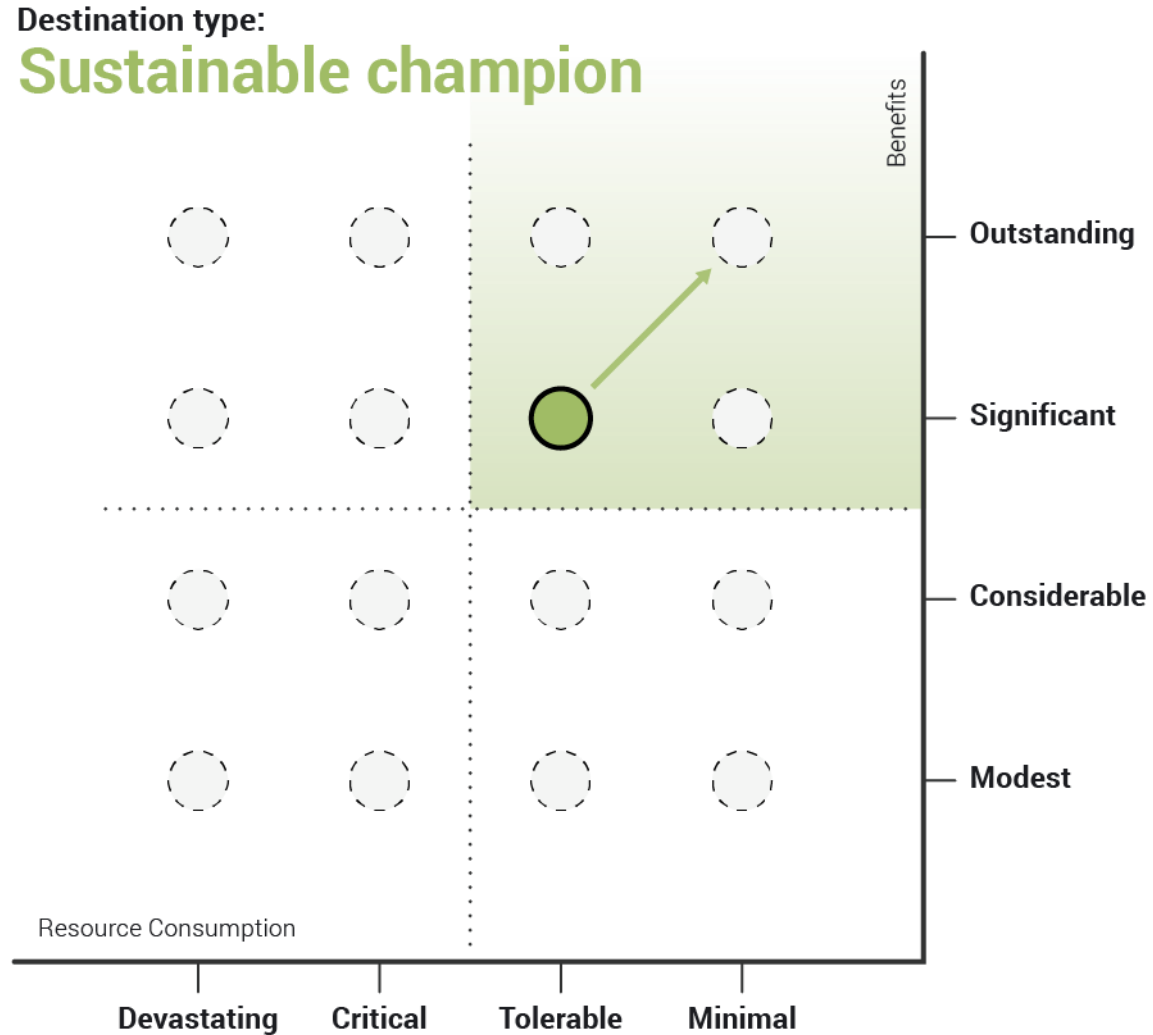 Destination type:
Sustainable champion
Benefits
Outstanding
Significant
Considerable
Modest
Resource Consumption
Devastating
Critical
Tolerable
Minimal